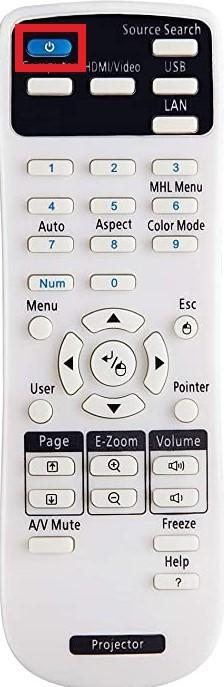 Source Search
Computer HDMI/Video USB
LAN
1 2 3
MHL Menu
4 5 6
Auto Aspect Color Mode
7 8 9
Num 0
Menu Esc
User Pointer
Page E-Zoom Volume
A/V Mute Freeze
Help
?
Projector